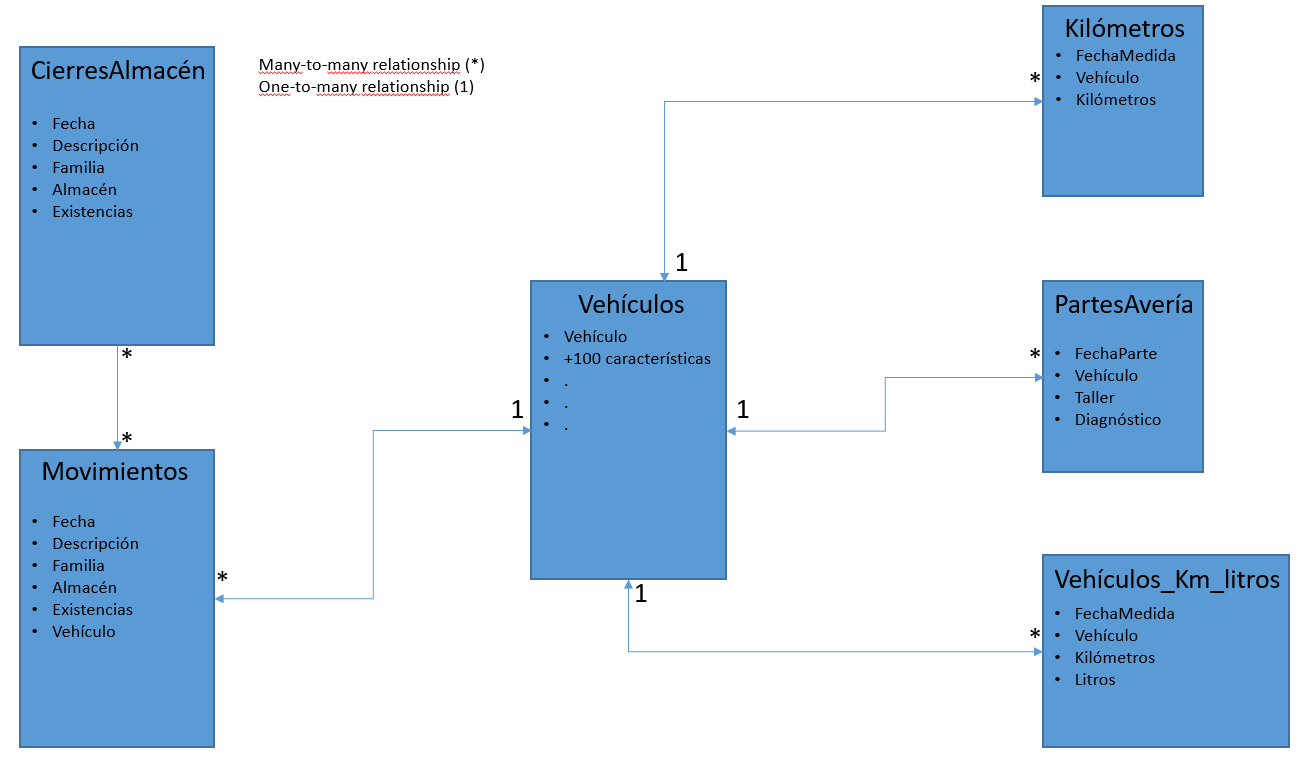 CierresAlmacén
• Fecha
• Descripción
• Familia
• Almacén
• Existencias
Many-to-many relationship (*)
One-to-many relationship (1)
Kilómetros
• FechaMedida
• Vehículo
• Kilómetros
*
1
Vehículos
• Vehículo
• +100 características
• .
• .
• .
1
1
1
PartesAvería
• FechaParte
• Vehículo
• Taller
• Diagnóstico
*
*
*
Movimientos
• Fecha
• Descripción
• Familia
• Almacén
• Existencias
• Vehículo
*
Vehículos_Km_litros
• FechaMedida
• Vehículo
• Kilómetros
• Litros
*